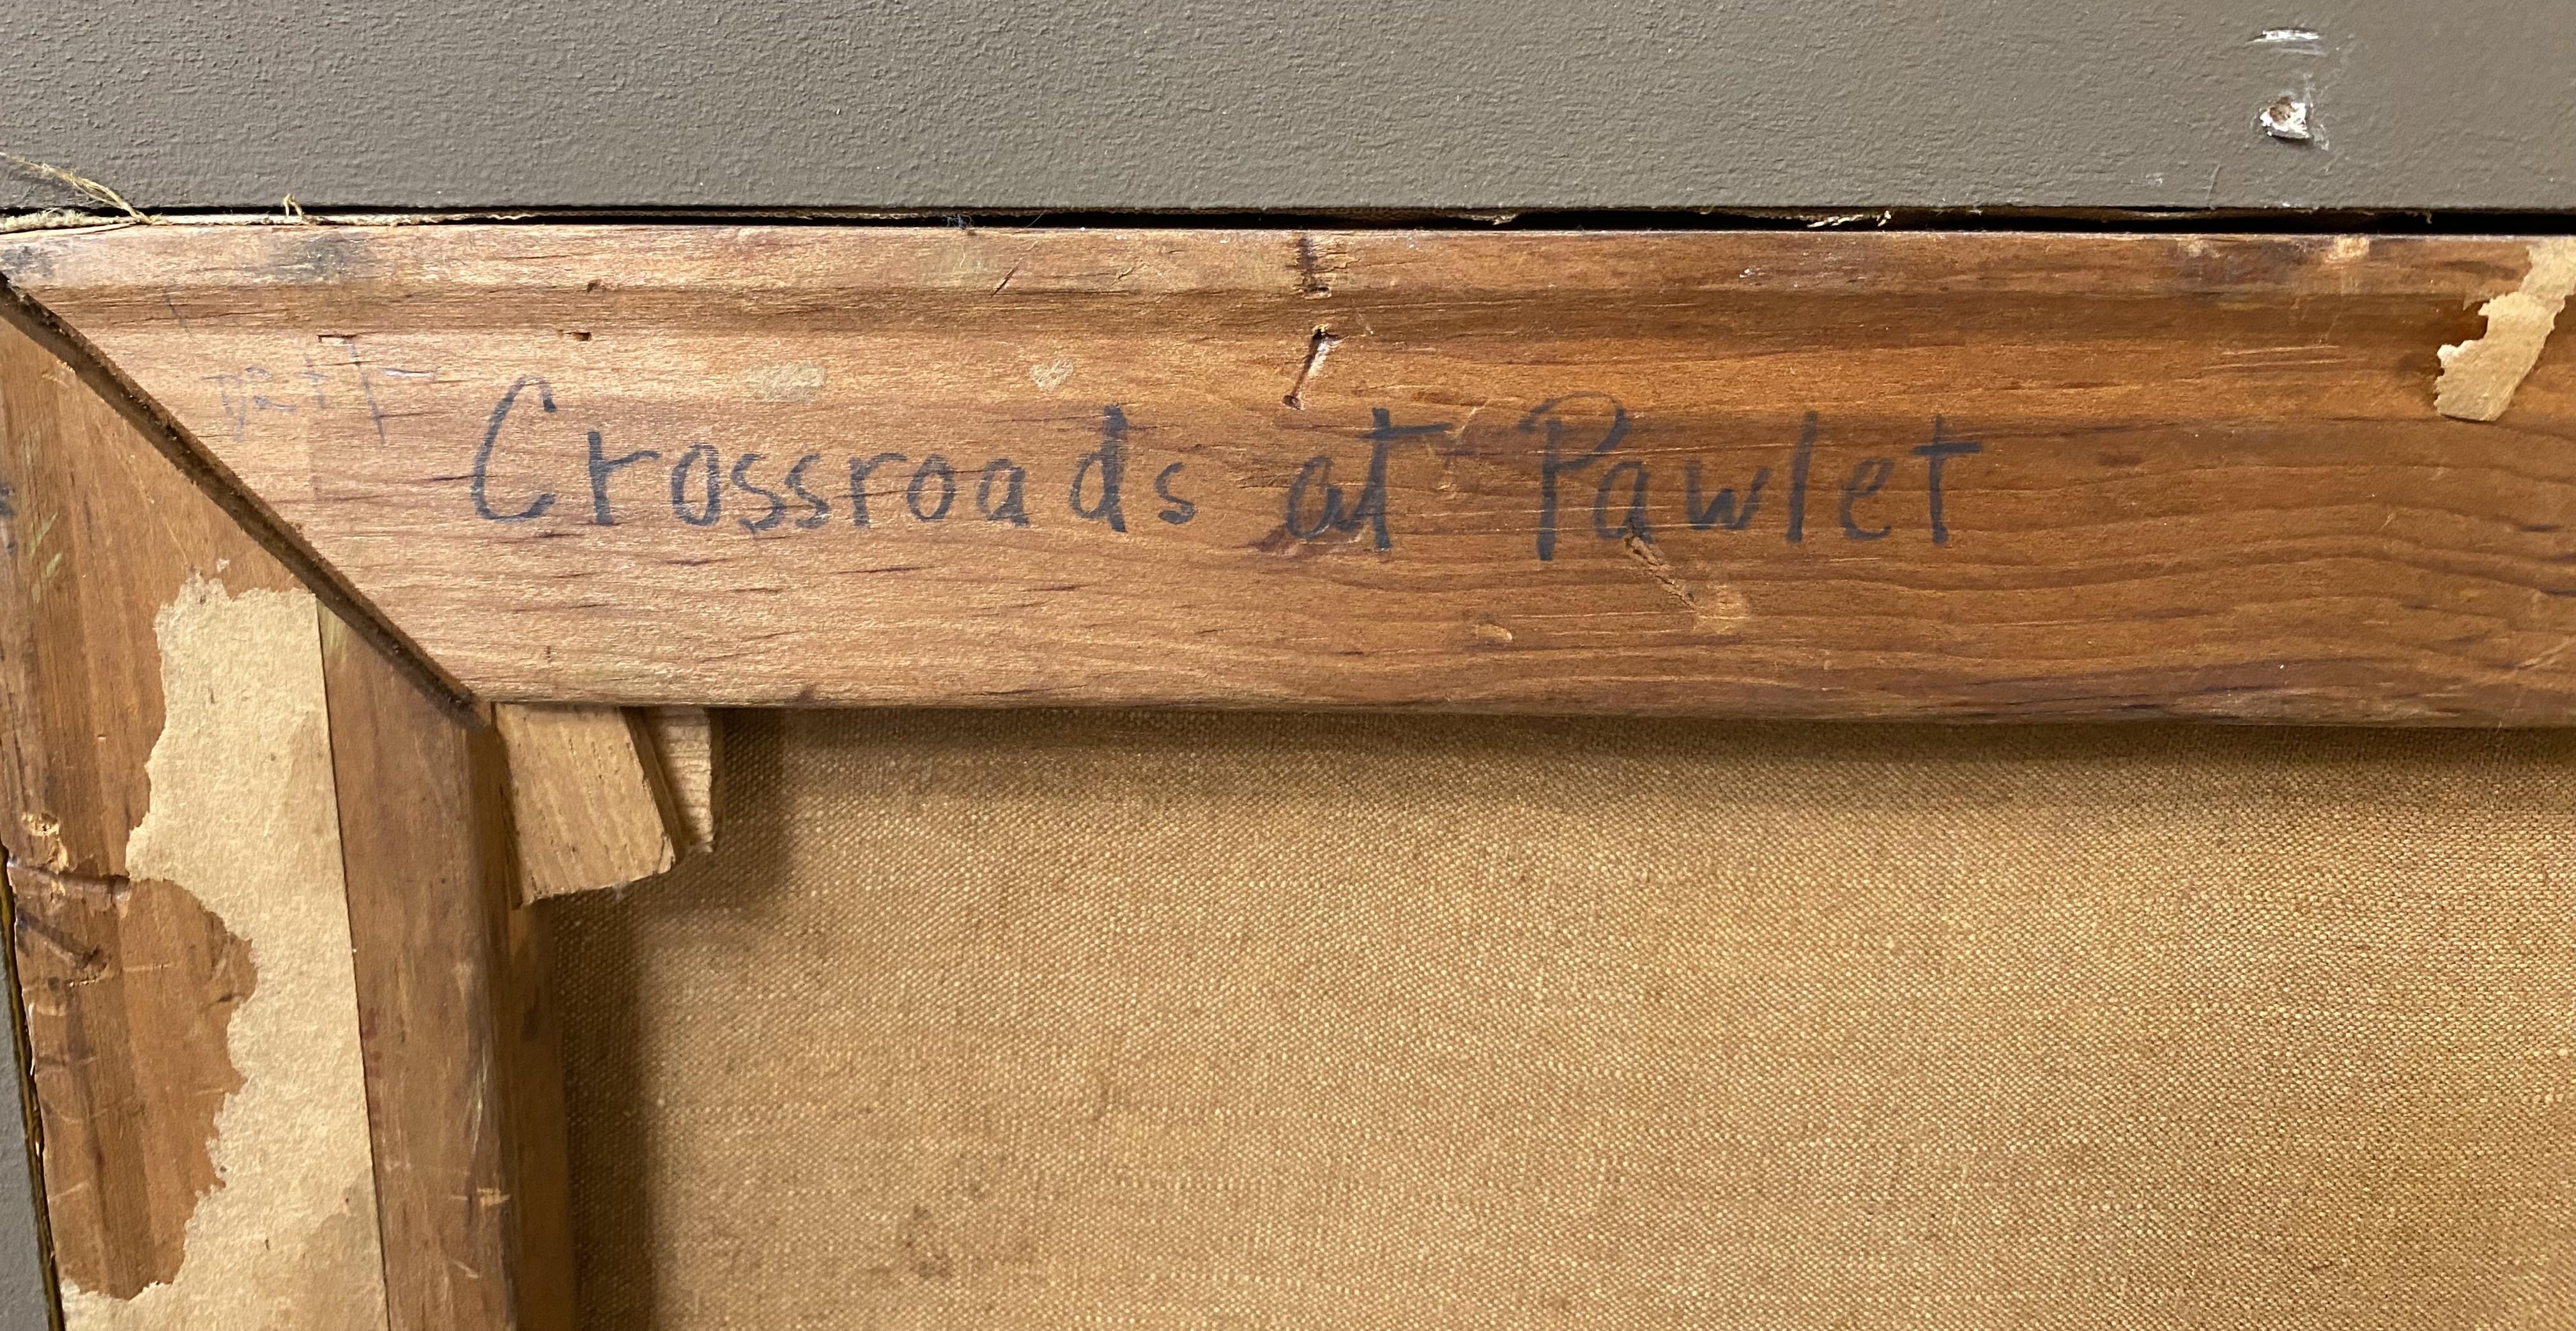 Crossroads at Pawlet